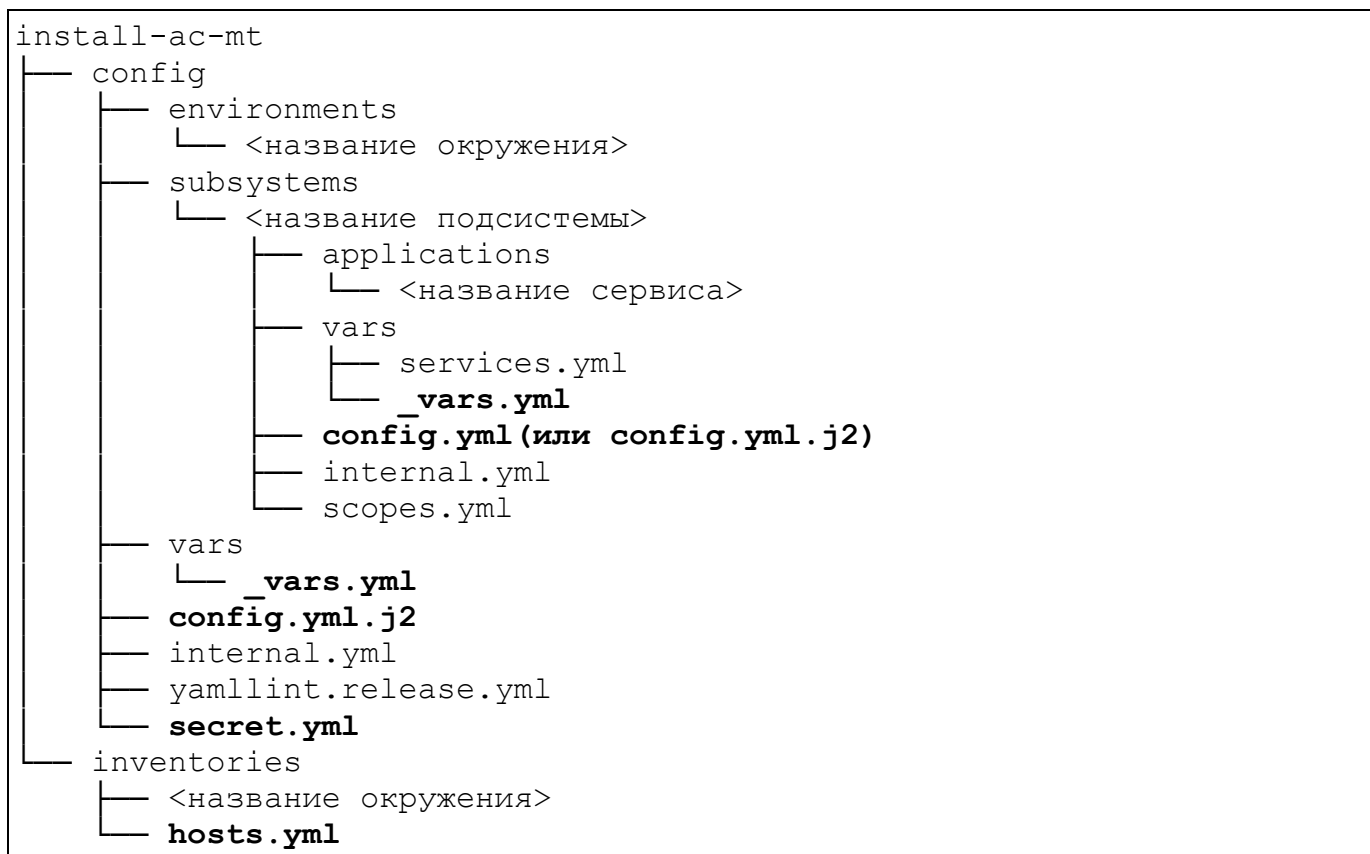 install-ac-mt
├── config
│   ├── environments
│   │   └── <название окружения>
│   ├── subsystems
│   │   └── <название подсистемы>
│   │       ├── applications
│   │       │   └── <название сервиса>
│   │       ├── vars
│   │       │   ├── services.yml
│   │       │   └── _vars.yml
│   │       ├── config.yml(или config.yml.j2)
│   │       ├── internal.yml
│   │       └── scopes.yml
│   ├── vars
│   │   └── _vars.yml
│   ├── config.yml.j2
│   ├── internal.yml
│   ├── yamllint.release.yml
│   └── secret.yml
└── inventories
    ├── <название окружения>
    └── hosts.yml